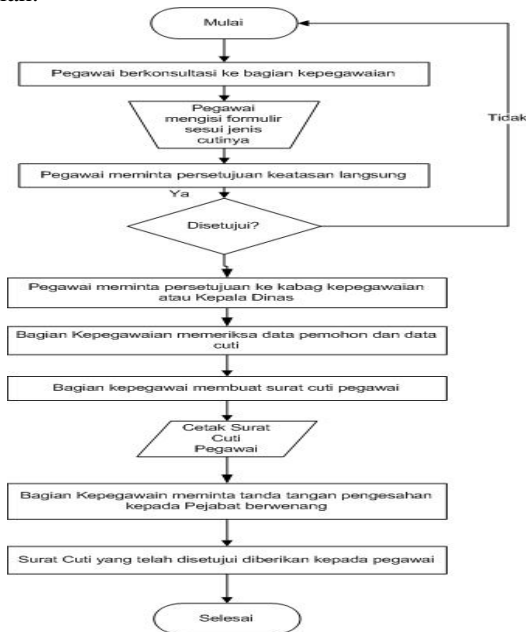 Mulai
Pegawai berkonsultasi ke bagian kepegawaian
Pegawai
mengisi formulir
sesui jenis
cutinya
Tidak
Pegawai meminta persetujuan keatasan langsung
Ya
Disetujui?
Pegawai meminta persetujuan ke kabag kepegawaian
atau Kepala Dinas
Bagian Kepegawaian memeriksa data pemohon dan data
cuti
Bagian kepegawai membuat surat cuti pegawai
Cetak Surat
Cuti
Pegawai
Bagian Kepegawain meminta tanda tangan pengesahan
kepada Pejabat berwenang
Surat Cuti yang telah disetujui diberikan kepada pegawai
Selesai